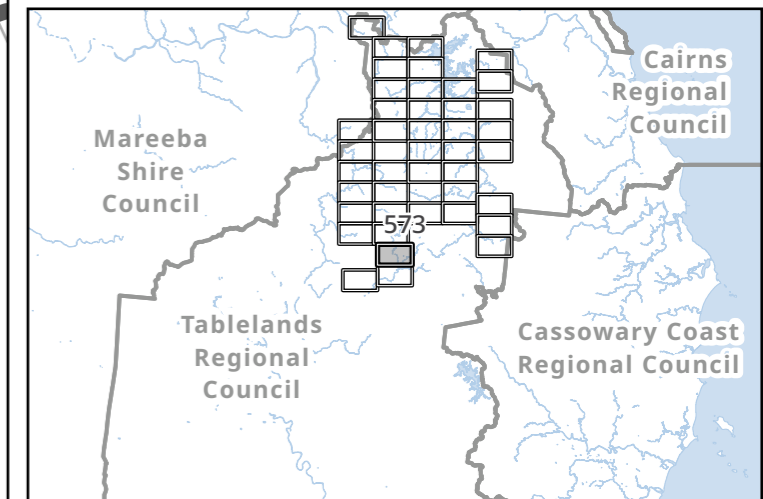 Cairns
Regional
Council
Mareeba
Shire
Council
573
Tablelands
Regional
Council
Cassowary Coast
Regional Council